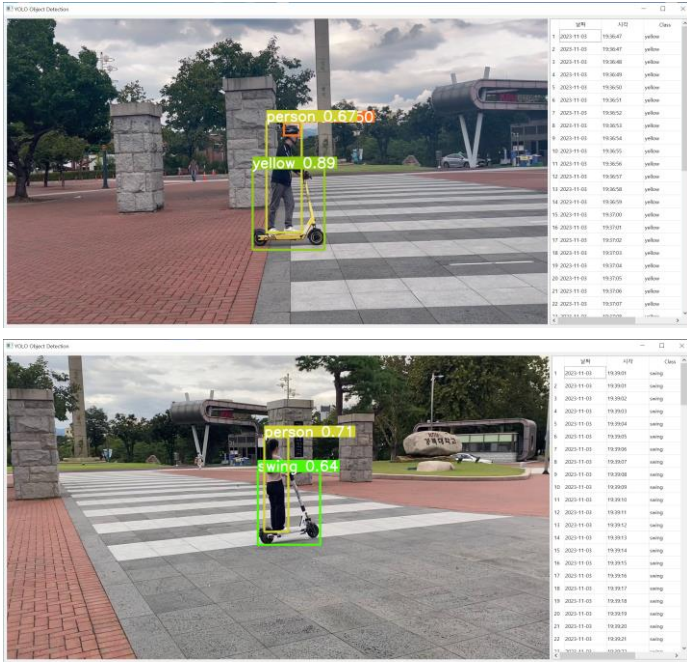 YOLO Object Detection
person 0.67 50
yellow 0.89
날짜 시각 Class
1 2023-11-03 19:36:47 yellow
2 2023-11-03 19:36:47 yellow
3 2023-11-03 19:36:48 yellow
4 2023-11-03 19:36:49 yellow
5 2023-11-03 19:36:50 yellow
6 2023-11-03 19:36:51 yellow
7 2023-11-03 19:36:52 yellow
8 2023-11-03 19:36:53 yellow
9 2023-11-03 19:36:54 yellow
10 2023-11-03 19:36:55 yellow
11 2023-11-03 19:36:56 yellow
12 2023-11-03 19:36:57 yellow
13 2023-11-03 19:36:58 yellow
14 2023-11-03 19:36:59 yellow
15 2023-11-03 19:37:00 yellow
16 2023-11-03 19:37:01 yellow
17 2023-11-03 19:37:02 yellow
18 2023-11-03 19:37:03 yellow
19 2023-11-03 19:37:04 yellow
20 2023-11-03 19:37:05 yellow
21 2023-11-03 19:37:06 yellow
22 2023-11-03 19:37:07 yellow
YOLO Object Detection
person 0.71
swing 0.64
경북대학교
날짜 시각 Class
1 2023-11-03 19:39:01 swing
2 2023-11-03 19:39:01 swing
3 2023-11-03 19:39:02 swing
4 2023-11-03 19:39:03 swing
5 2023-11-03 19:39:04 swing
6 2023-11-03 19:39:05 swing
7 2023-11-03 19:39:06 swing
8 2023-11-03 19:39:07 swing
9 2023-11-03 19:39:08 swing
10 2023-11-03 19:39:09 swing
11 2023-11-03 19:39:10 swing
12 2023-11-03 19:39:11 swing
13 2023-11-03 19:39:12 swing
14 2023-11-03 19:39:13 swing
15 2023-11-03 19:39:14 swing
16 2023-11-03 19:39:15 swing
17 2023-11-03 19:39:16 swing
18 2023-11-03 19:39:17 swing
19 2023-11-03 19:39:18 swing
20 2023-11-03 19:39:19 swing
21 2023-11-03 19:39:20 swing
22 2023-11-03 19:39:21 swing